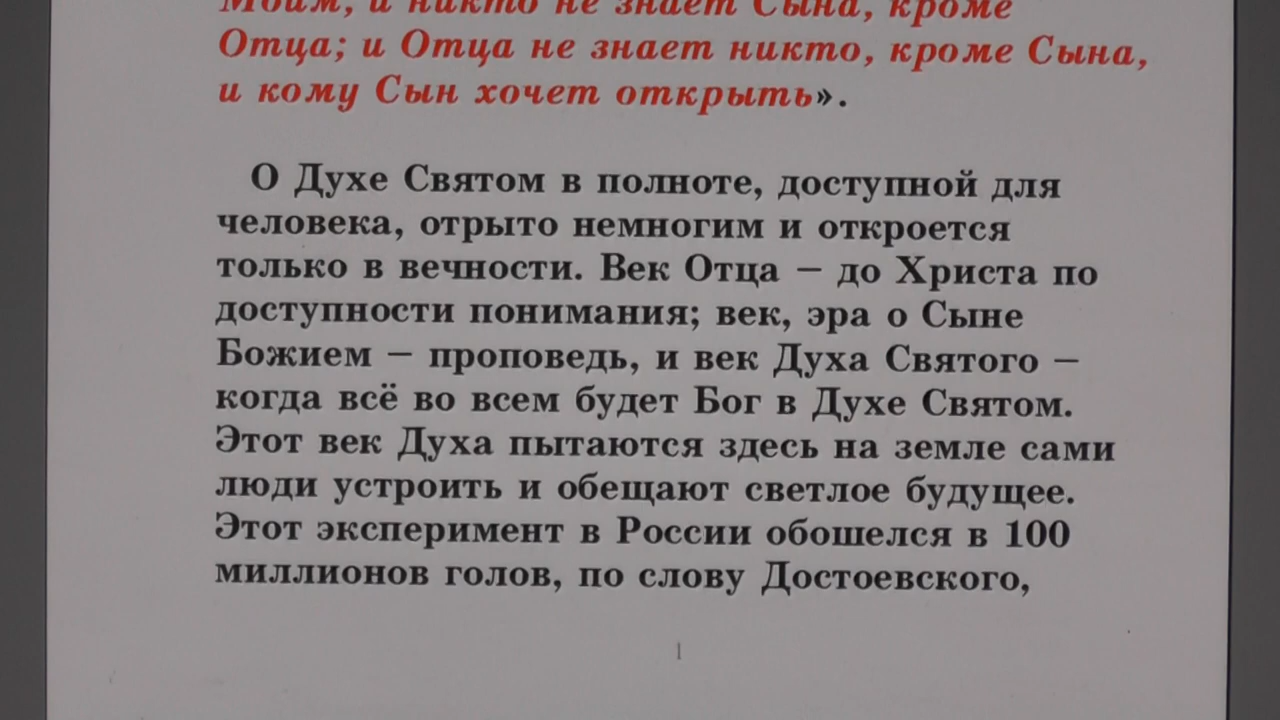 Моим, и никто не знает Сына, кроме
Отца; и Отца не знает никто, кроме Сына,
и кому Сын хочет открыть».
О Духе Святом в полноте, доступной для
человека, отрыто немногим и откроется
только в вечности. Век Отца – до Христа по
доступности понимания; век, эра о Сыне
Божием – проповедь, и век Духа Святого –
когда всё во всем будет Бог в Духе Святом.
Этот век Духа пытаются здесь на земле сами
люди устроить и обещают светлое будущее.
Этот эксперимент в России обошелся в 100
миллионов голов, по слову Достоевского,
1